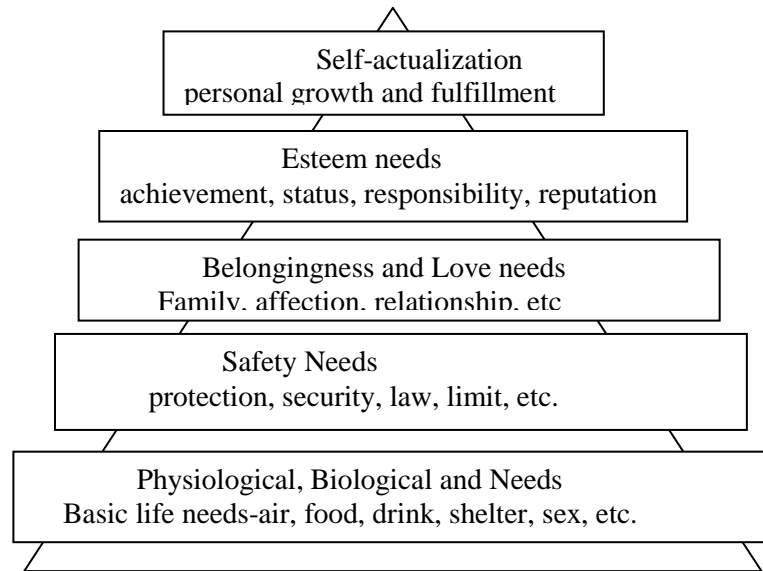 Self-actualization
personal growth and fulfillment
Esteem needs
achievement, status, responsibility, reputation
Belongingness and Love needs
Family, affection, relationship, etc
Safety Needs
protection, security, law, limit, etc.
Physiological, Biological and Needs
Basic life needs-air, food, drink, shelter, sex, etc.